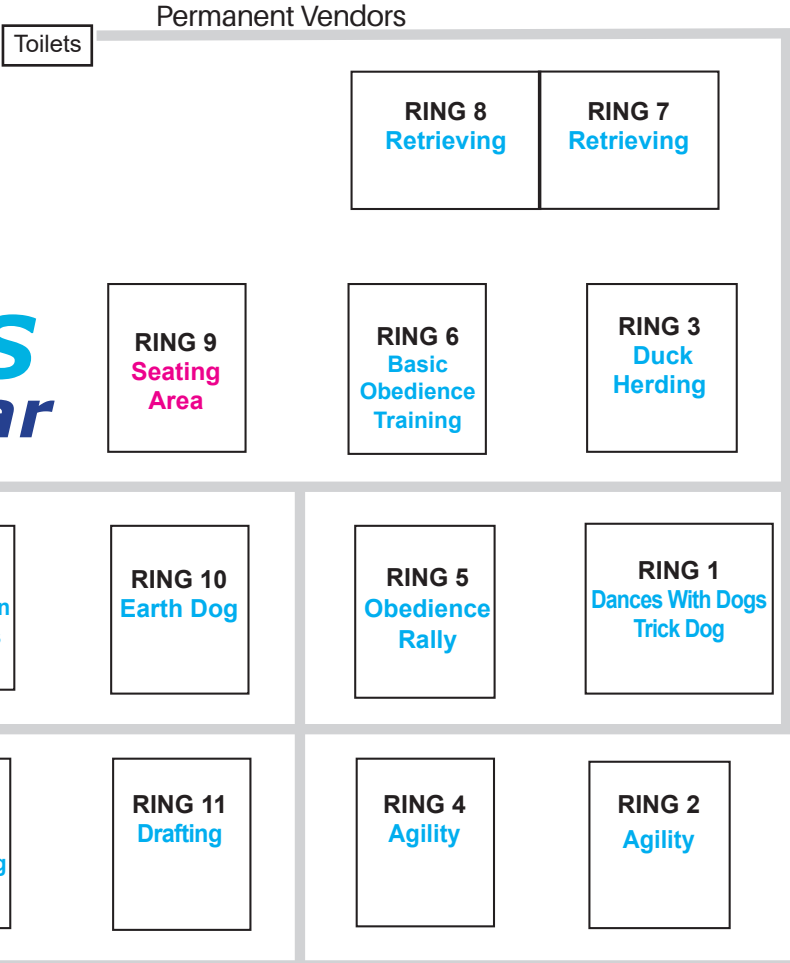 Permanent Vendors
Toilets
RING 8
Retrieving
RING 7
Retrieving
RING 9
Seating
Area
RING 6
Basic
Obedience
Training
RING 3
Duck
Herding
RING 10
Earth Dog
RING 5
Obedience
Rally
RING 1
Dances With Dogs
Trick Dog
RING 11
Drafting
RING 4
Agility
RING 2
Agility